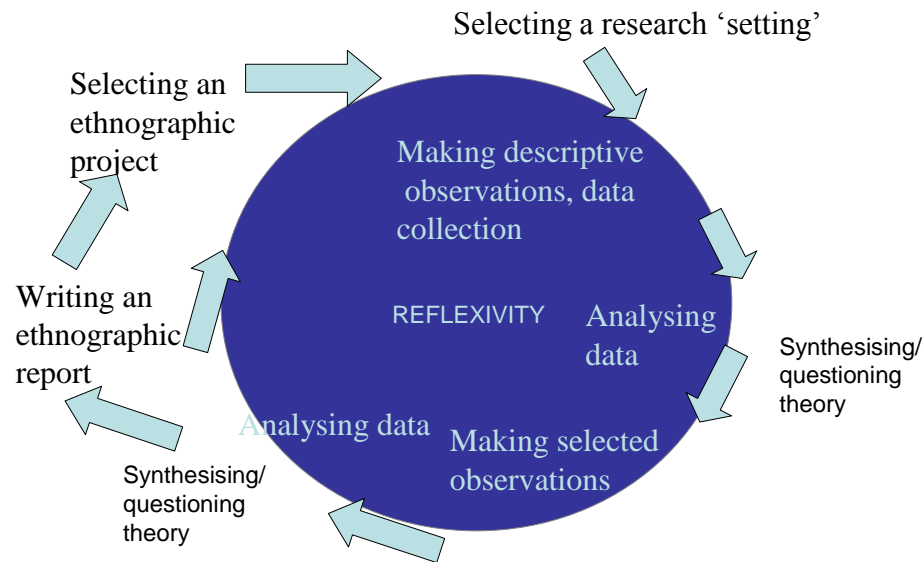 Selecting a research ‘setting’
Selecting an
ethnographic
project
Making descriptive
observations, data
collection
REFLEXIVITY
Analysing
data
Synthesising/
questioning
theory
Making selected
observations
Analysing data
Synthesising/
questioning
theory
Writing an
ethnographic
report